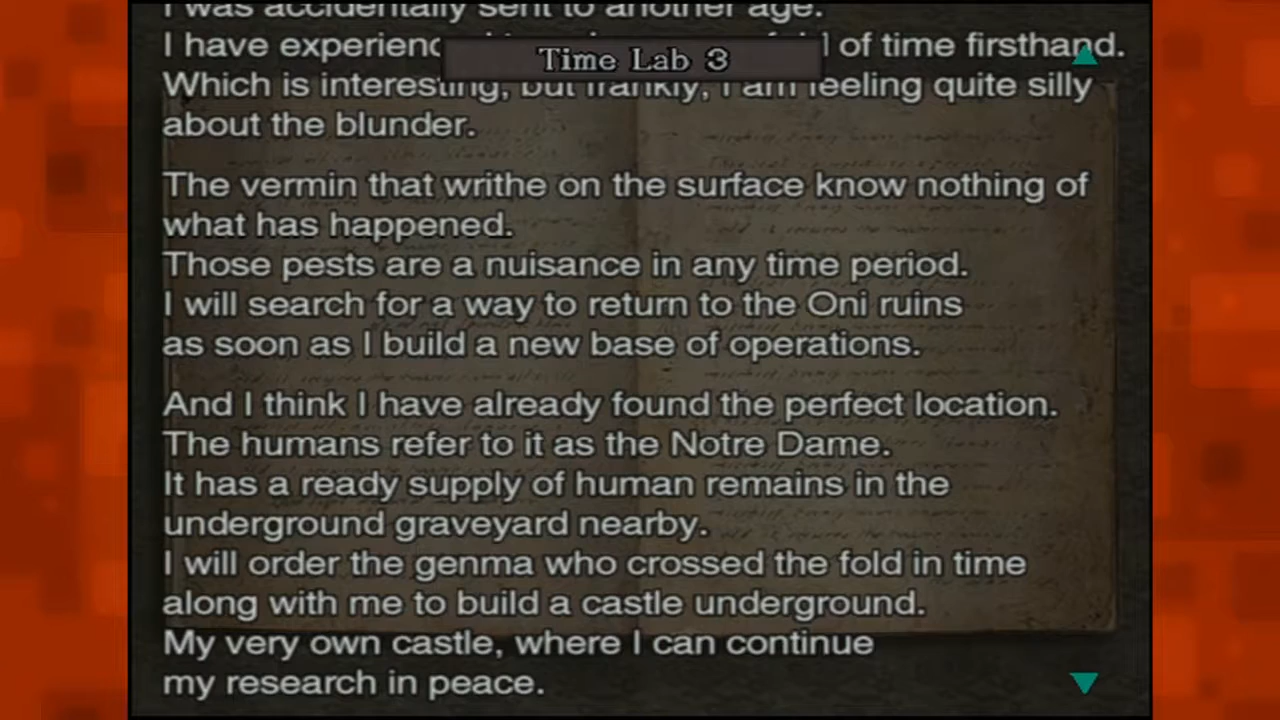 I was accidentally sent to another age.
Time Lab 3
I have of time firsthand.
Which is interesting, but frankly, I am feeling quite silly
about the blunder.
The vermin that writhe on the surface know nothing of
what has happened.
Those pests are a nuisance in any time period.
I will search for a way to return to the Oni ruins
as soon as I build a new base of operations.
And I think I have already found the perfect location.
The humans refer to it as the Notre Dame.
It has a ready supply of human remains in the
underground graveyard nearby.
I will order the genma who crossed the fold in time
along with me to build a castle underground.
My very own castle, where I can continue
my research in peace.